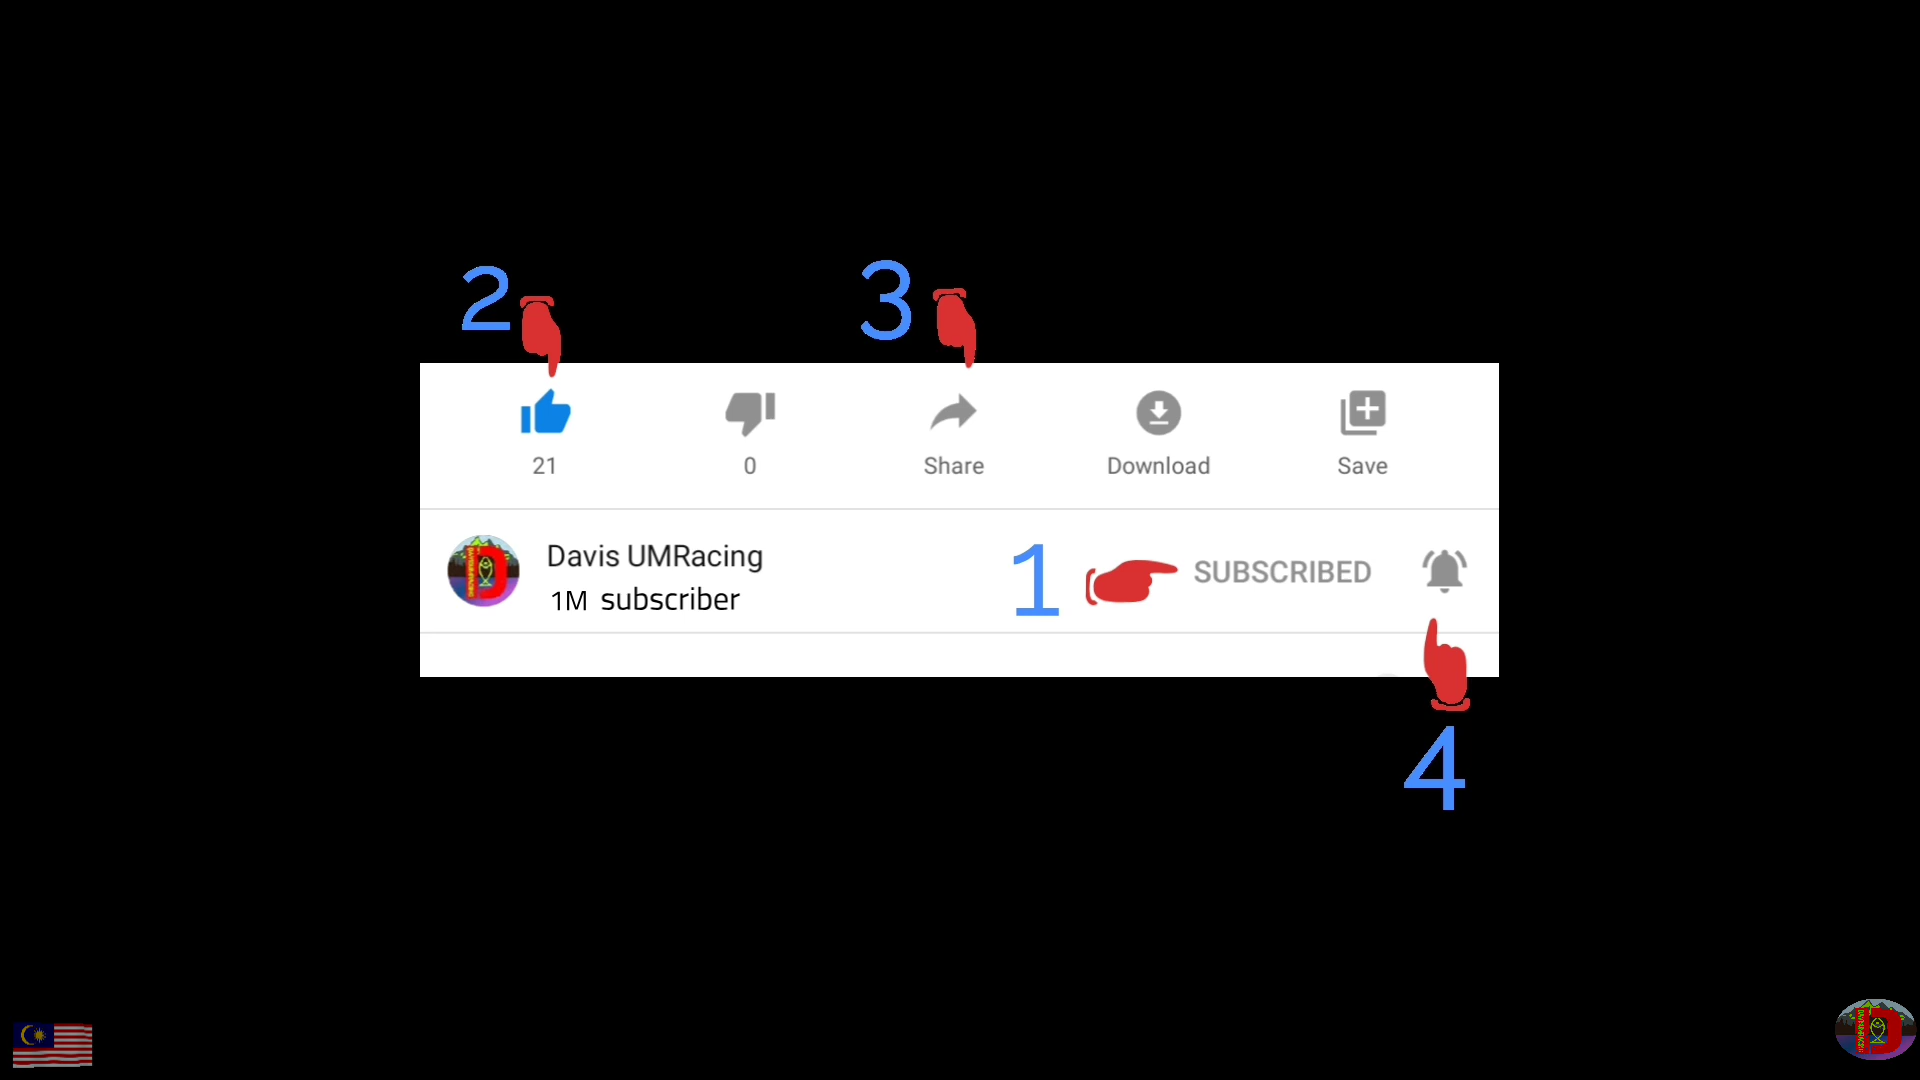 2
3
21
0
Share
Download
Save
Davis UMRacing
1M subscriber
1
SUBSCRIBED
4